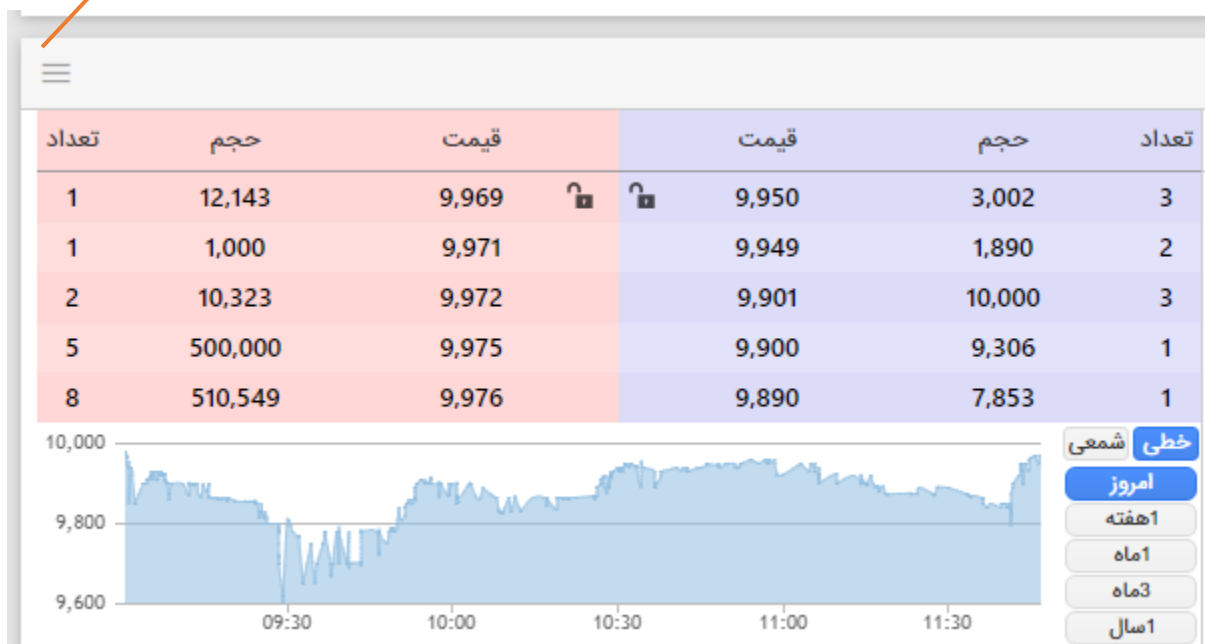 تعداد حجم قیمت قیمت حجم تعداد
3 3,002 9,950 9,969 12,143 1
2 1,890 9,949 9,971 1,000 1
3 10,000 9,901 9,972 10,323 2
1 9,306 9,900 9,975 500,000 5
1 7,853 9,890 9,976 510,549 8
خطی شمعی
امروز
1هفته
1ماه
3ماه
1سال
10,000
9,800
9,600
09:30 10:00 10:30 11:00 11:30